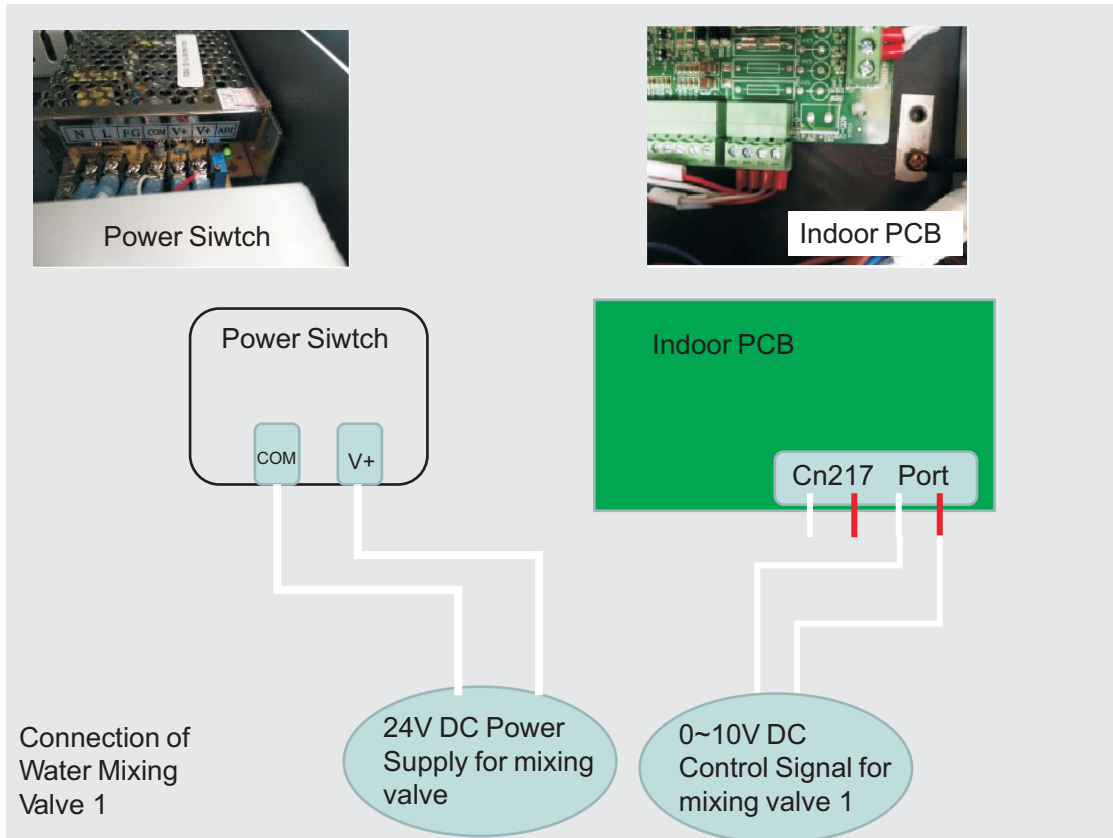 N L FG COM V+ V+ ADJ
Power Siwtch
Indoor PCB
Power Siwtch
COM
V+
Indoor PCB
Cn217 Port
Connection of
Water Mixing
Valve 1
24V DC Power
Supply for mixing
valve
0~10V DC
Control Signal for
mixing valve 1